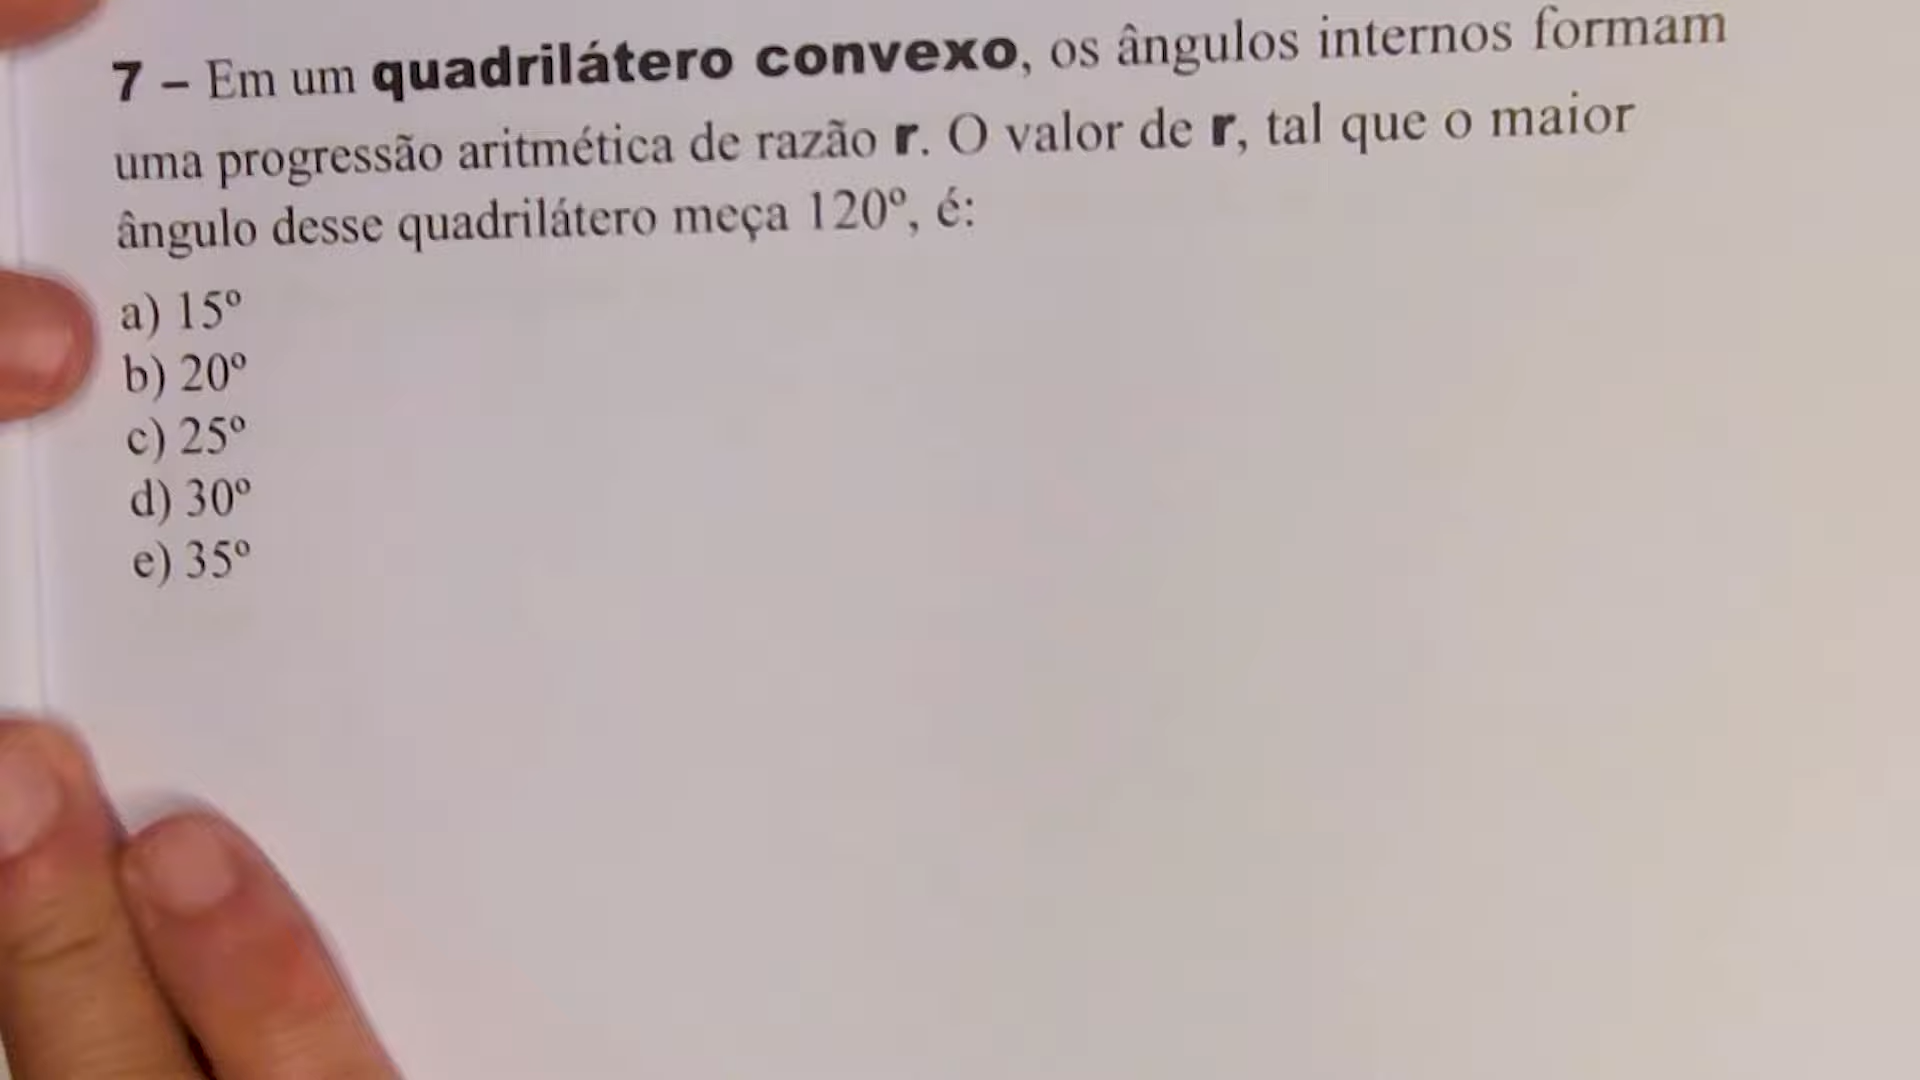 7 – Em um quadrilátero convexo, os ângulos internos formam
uma progressão aritmética de razão r. O valor de r, tal que o maior
ângulo desse quadrilátero meça 120º, é:
a) 15º
b) 20º
c) 25º
d) 30º
e) 35º